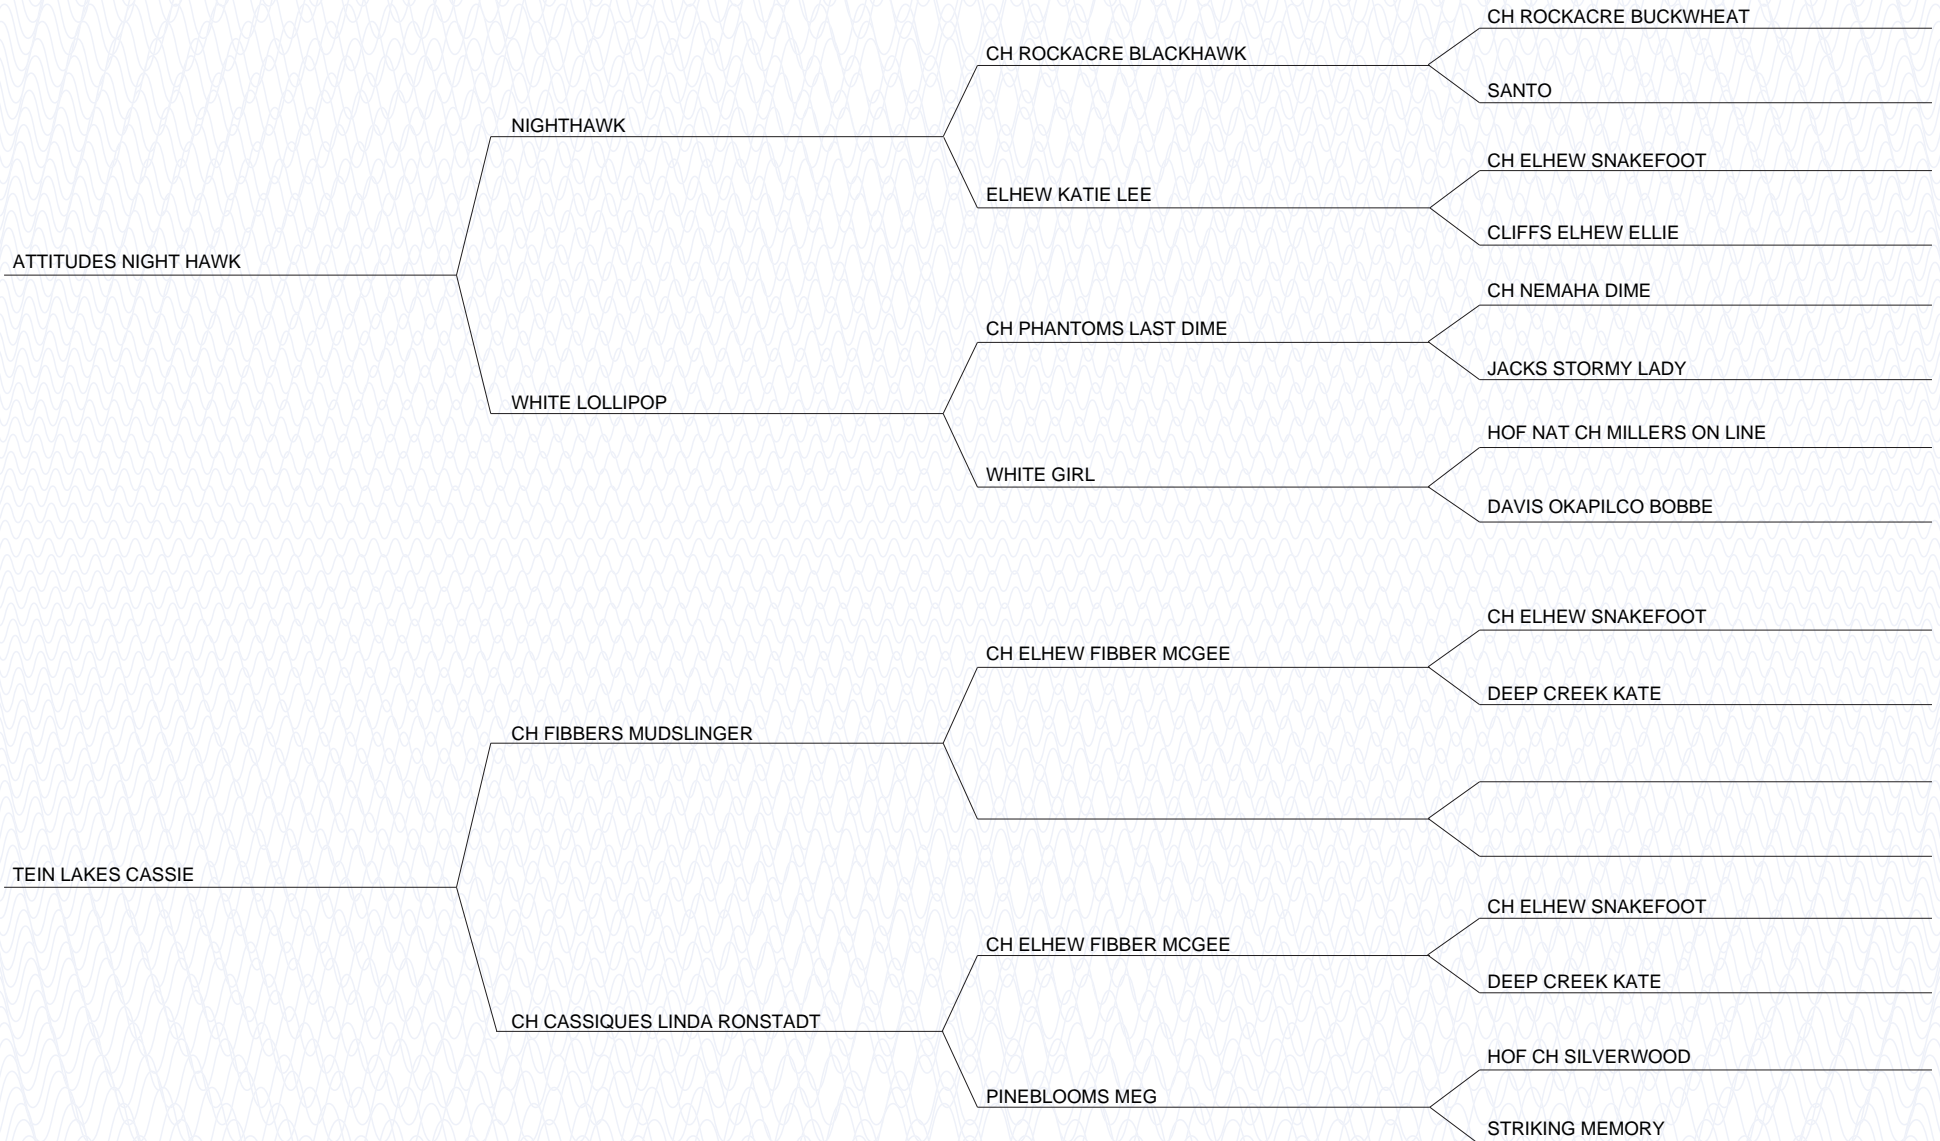 CH ROCKACRE BUCKWHEAT
CH ROCKACRE BLACKHAWK
SANTO
NIGHTHAWK
CH ELHEW SNAKEFOOT
ELHEW KATIE LEE
CLIFFS ELHEW ELLIE
ATTITUDES NIGHT HAWK
CH NEMAHA DIME
CH PHANTOMS LAST DIME
JACKS STORMY LADY
WHITE LOLLIPOP
HOF NAT CH MILLERS ON LINE
WHITE GIRL
DAVIS OKAPILCO BOBBE
CH ELHEW SNAKEFOOT
CH ELHEW FIBBER MCGEE
DEEP CREEK KATE
CH FIBBERS MUDSLINGER
TEIN LAKES CASSIE
CH ELHEW SNAKEFOOT
CH ELHEW FIBBER MCGEE
DEEP CREEK KATE
CH CASSIQUES LINDA RONSTADT
HOF CH SILVERWOOD
PINEBLOOMS MEG
STRIKING MEMORY